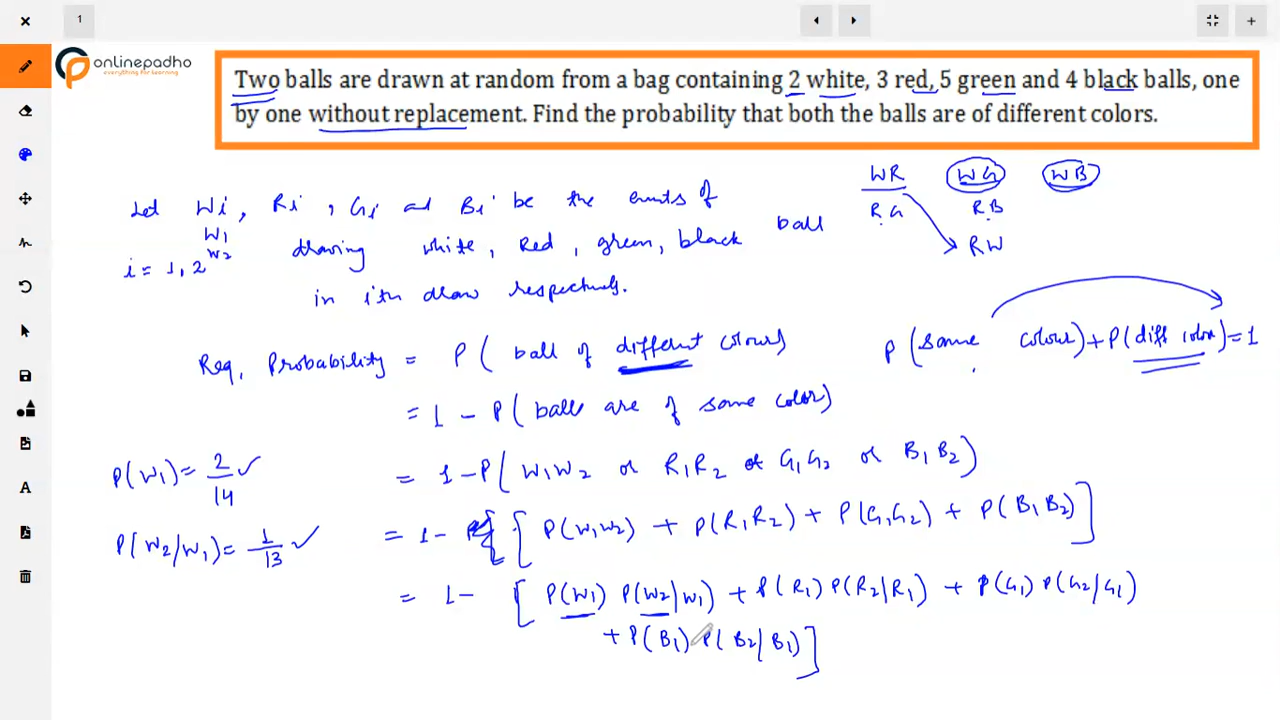 1
onlinepadho
everything for learning
Two balls are drawn at random from a bag containing 2 white, 3 red, 5 green and 4 black balls, one
by one without replacement. Find the probability that both the balls are of different colors.
WR WG WB
RG RB
RW
Let Wi, Ri, Gi and Bi be the events of
W1
W2
i = 1, 2
drawing white, Red, green, black ball
in ith draw respectively.
Req. Probability = P( ball of different colours)
P(same colour)+P(diff color)=1
= 1 - P( balls are of same color)
= 1-P( W1W2 or R1R2 or G1G2 or B1B2)
P(W1)= 2/14 ✓
= 1- [ P(W1W2) + P(R1R2) + P(G1G2) + P(B1B2)]
P(W2/W1)= 1/13 ✓
= 1- [ P(W1) P(W2|W1) + P(R1) P(R2|R1) + P(G1) P(G2/G1)
+ P(B1) P(B2|B1)]
A